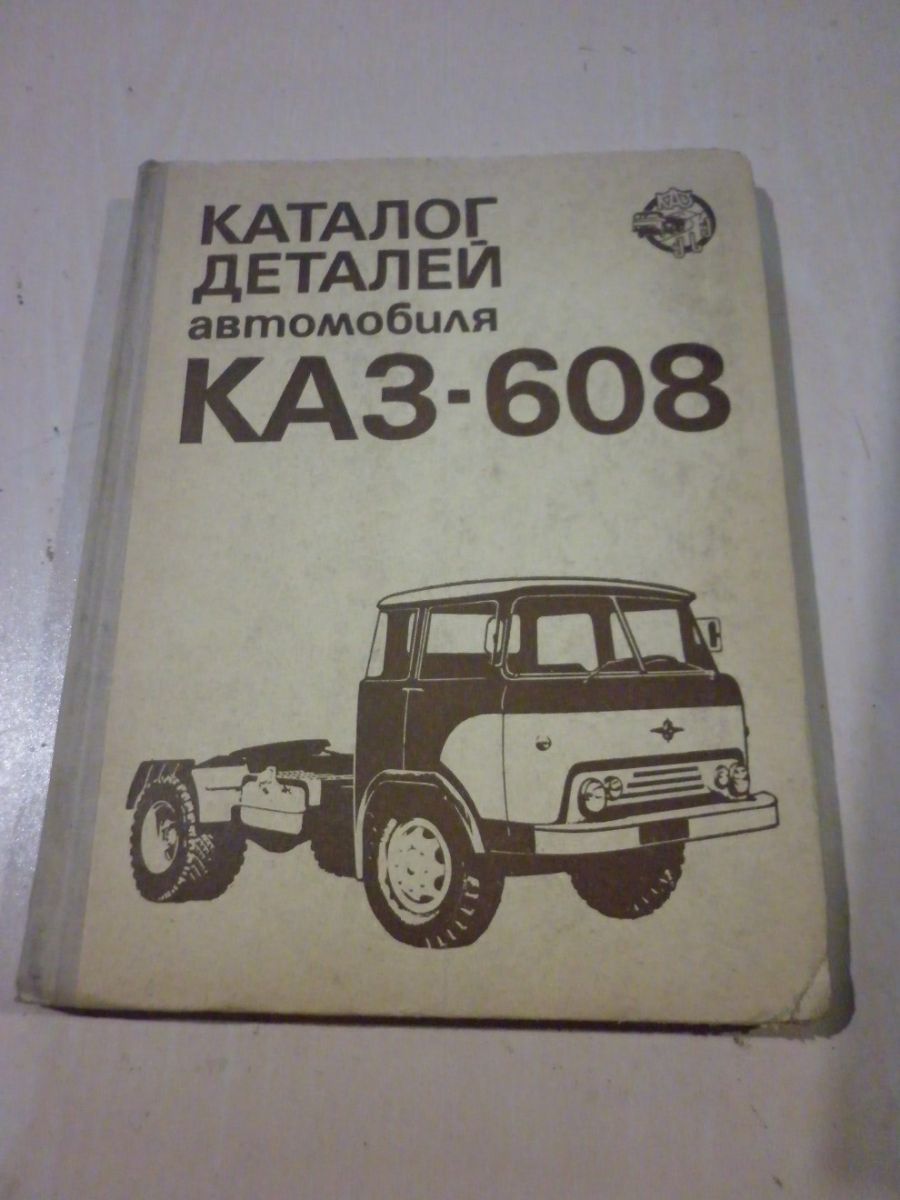 КАТАЛОГ
ДЕТАЛЕЙ
автомобиля
КАЗ-608